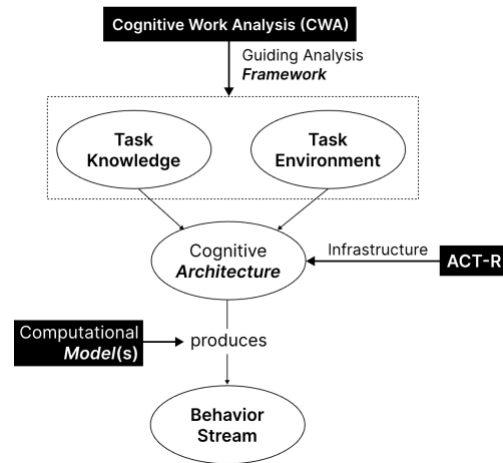 Cognitive Work Analysis (CWA)
Guiding Analysis
Framework
Task
Knowledge
Task
Environment
Cognitive
Architecture
Infrastructure
ACT-R
Computational
Model(s)
produces
Behavior
Stream